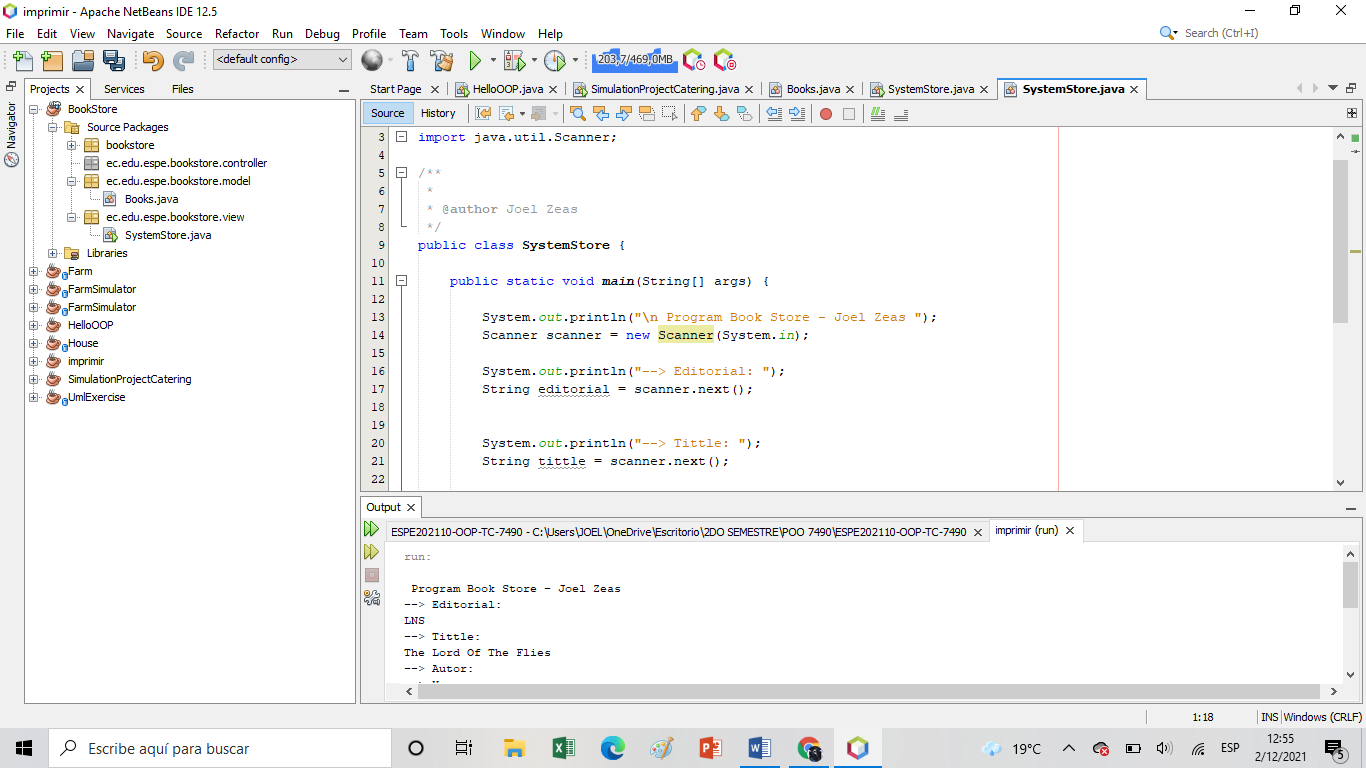 imprimir - Apache NetBeans IDE 12.5
File Edit View Navigate Source Refactor Run Debug Profile Team Tools Window Help
Search (Ctrl+I)
<default config>
203,7/469,0MB
Projects
Services
Files
Navigator
BookStore
Source Packages
bookstore
ec.edu.espe.bookstore.controller
ec.edu.espe.bookstore.model
Books.java
ec.edu.espe.bookstore.view
SystemStore.java
Libraries
Farm
FarmSimulator
FarmSimulator
HelloOOP
House
imprimir
SimulationProjectCatering
UmlExercise
Start Page
HelloOOP.java
SimulationProjectCatering.java
Books.java
SystemStore.java
SystemStore.java
Source
History
3 import java.util.Scanner;
4
5 /**
6 *
7 * @author Joel Zeas
8 */
9 public class SystemStore {
10
11 public static void main(String[] args) {
12
13 System.out.println("\n Program Book Store - Joel Zeas ");
14 Scanner scanner = new Scanner(System.in);
15
16 System.out.println("--> Editorial: ");
17 String editorial = scanner.next();
18
19
20 System.out.println("--> Tittle: ");
21 String tittle = scanner.next();
22
Output
ESPE202110-OOP-TC-7490 - C:\Users\JOEL\OneDrive\Escritorio\2DO SEMESTRE\POO 7490\ESPE202110-OOP-TC-7490
imprimir (run)
run:
Program Book Store - Joel Zeas
--> Editorial:
LNS
--> Tittle:
The Lord Of The Flies
--> Autor:
1:18
INS
Windows (CRLF)
Escribe aquí para buscar
19°C
ESP
12:55
2/12/2021
5